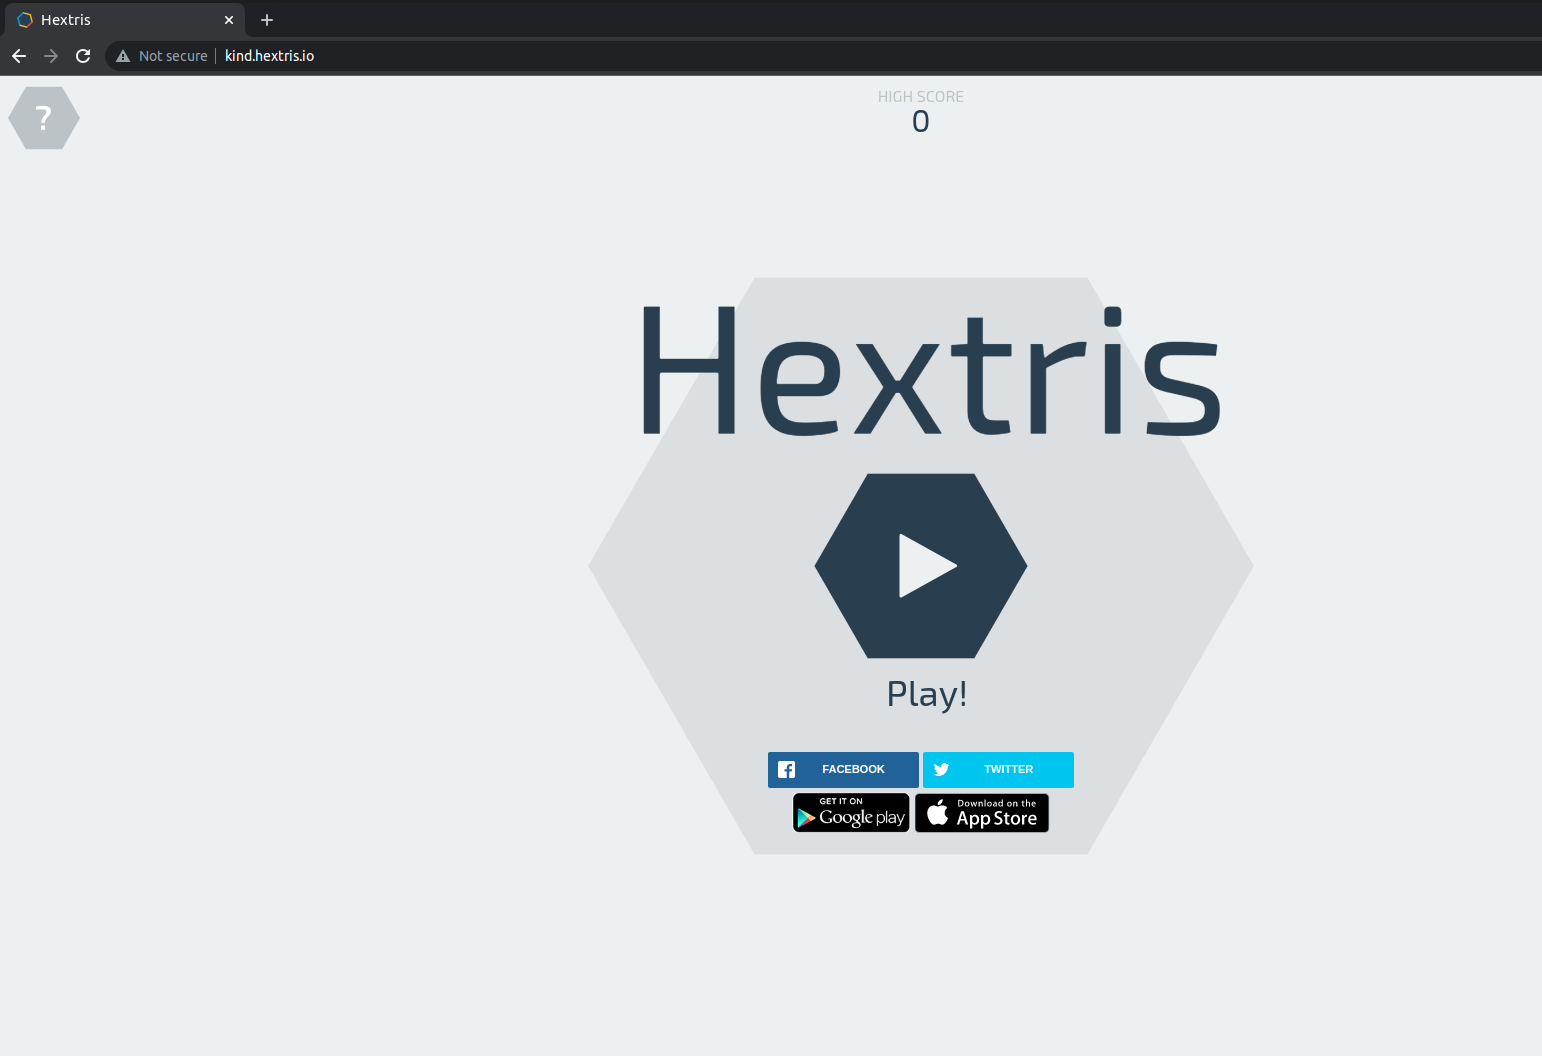 Hextris
Not secure kind.hextris.io
?
HIGH SCORE
0
Hextris
Play!
FACEBOOK
TWITTER
GET IT ON
Google play
Download on the
App Store